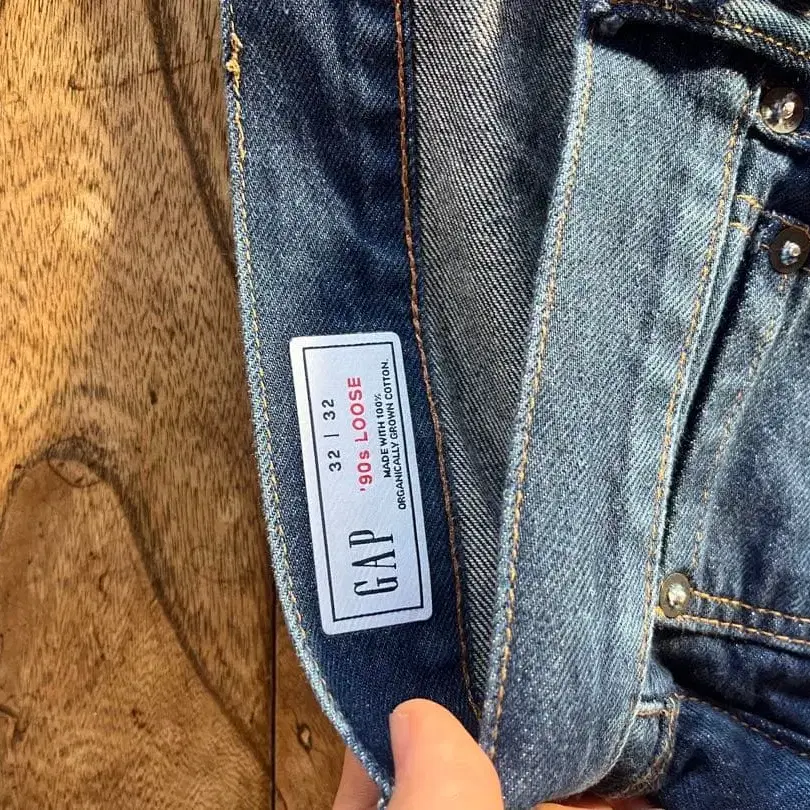 GAP
32 | 32
'90s LOOSE
MADE WITH 100%
ORGANICALLY GROWN COTTON.